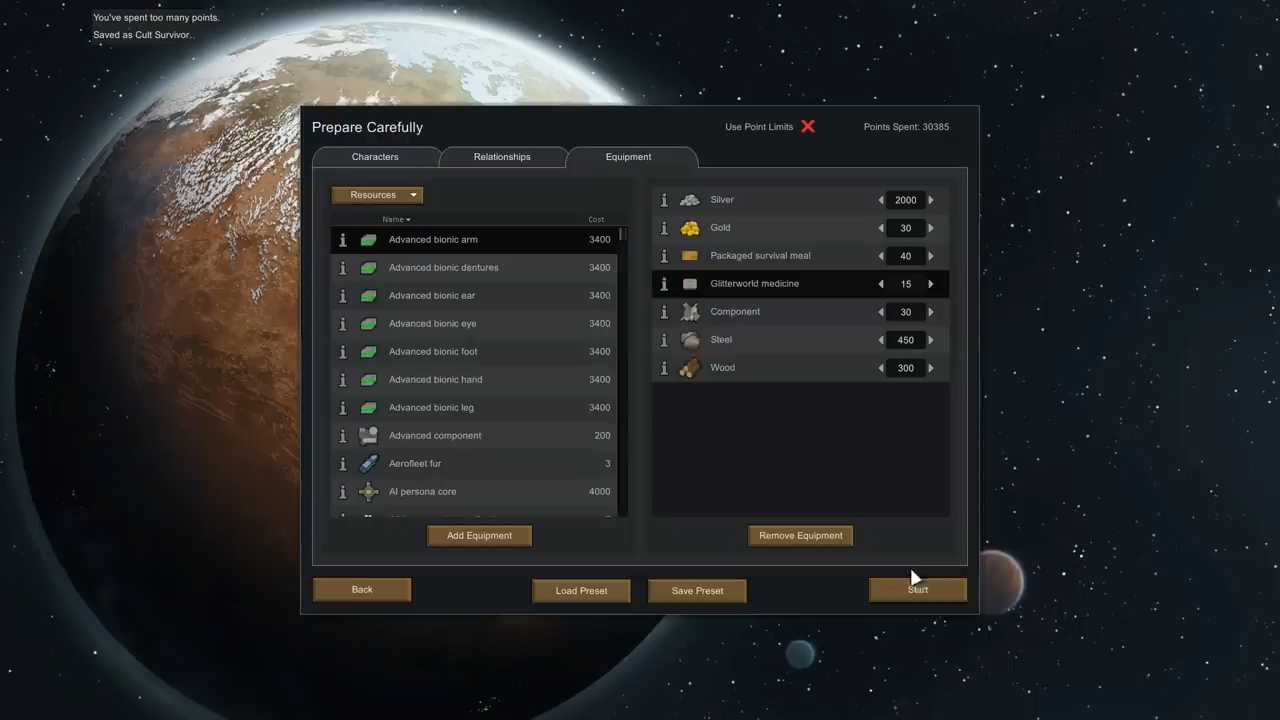 You've spent too many points.
Saved as Cult Survivor.
Prepare Carefully
Use Point Limits
Points Spent: 30385
Characters
Relationships
Equipment
Resources
Name
Cost
Advanced bionic arm 3400
Advanced bionic dentures 3400
Advanced bionic ear 3400
Advanced bionic eye 3400
Advanced bionic foot 3400
Advanced bionic hand 3400
Advanced bionic leg 3400
Advanced component 200
Aerofleet fur 3
AI persona core 4000
Add Equipment
Silver 2000
Gold 30
Packaged survival meal 40
Glitterworld medicine 15
Component 30
Steel 450
Wood 300
Remove Equipment
Back
Load Preset
Save Preset
Start